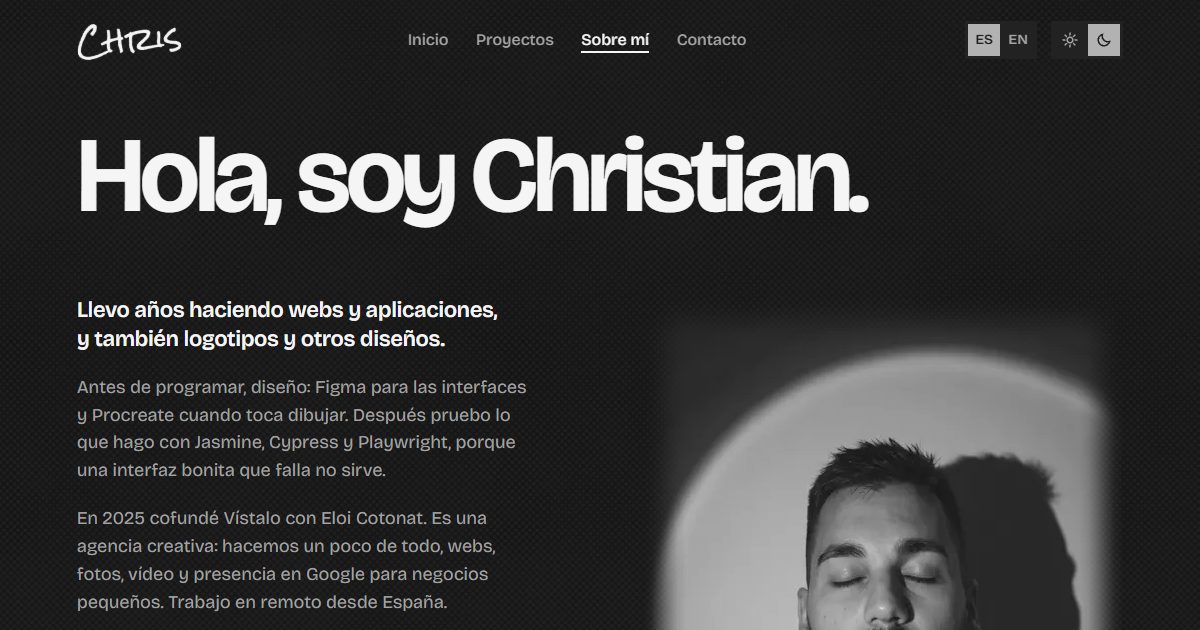 CHRIS
Inicio Proyectos Sobre mí Contacto
ES EN
Hola, soy Christian.
Llevo años haciendo webs y aplicaciones,
y también logotipos y otros diseños.
Antes de programar, diseño: Figma para las interfaces
y Procreate cuando toca dibujar. Después pruebo lo
que hago con Jasmine, Cypress y Playwright, porque
una interfaz bonita que falla no sirve.
En 2025 cofundé Vístalo con Eloi Cotonat. Es una
agencia creativa: hacemos un poco de todo, webs,
fotos, vídeo y presencia en Google para negocios
pequeños. Trabajo en remoto desde España.